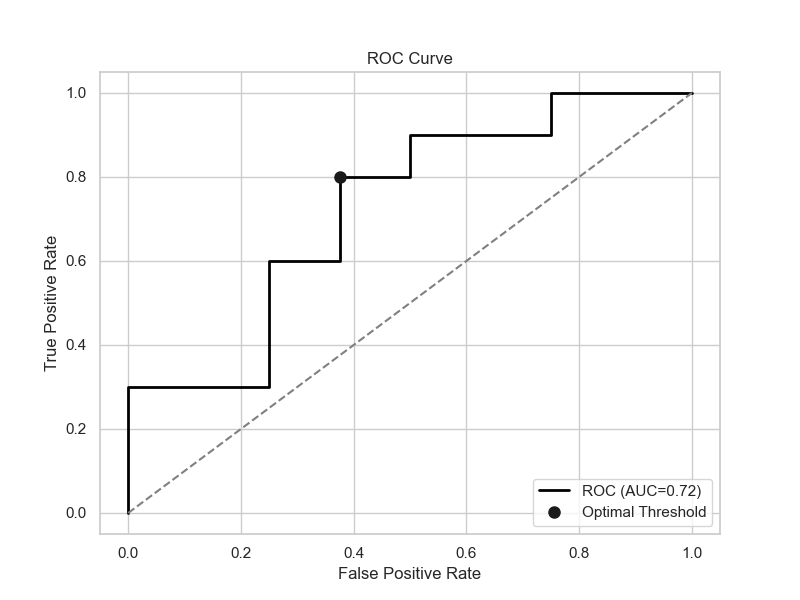 ROC Curve
True Positive Rate
1.0
0.8
0.6
0.4
0.2
0.0
0.0 0.2 0.4 0.6 0.8 1.0
False Positive Rate
ROC (AUC=0.72)
Optimal Threshold